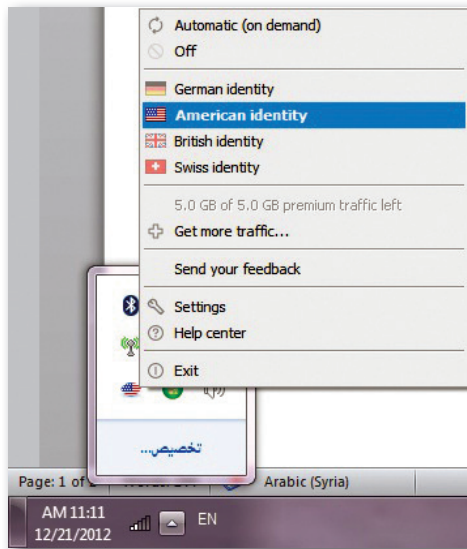 Automatic (on demand)
Off
German identity
American identity
British identity
Swiss identity
5.0 GB of 5.0 GB premium traffic left
Get more traffic...
Send your feedback
Settings
Help center
Exit
تخصيص...
Page: 1 of
Arabic (Syria)
AM 11:11
12/21/2012
EN